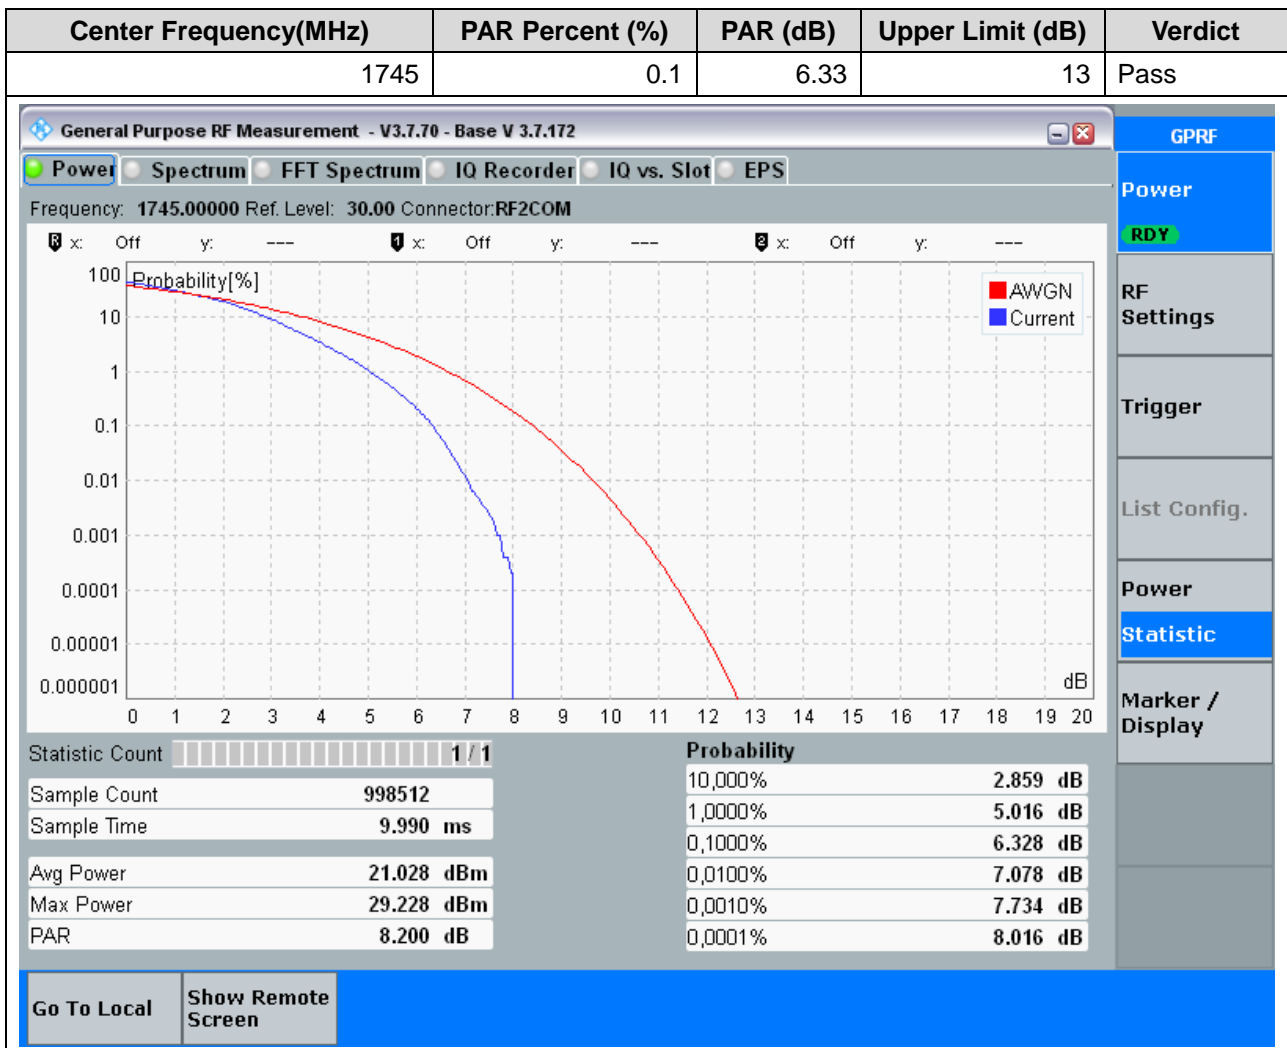 Center Frequency(MHz) PAR Percent (%) PAR (dB) Upper Limit (dB) Verdict
1745 0.1 6.33 13 Pass
General Purpose RF Measurement - V3.7.70 - Base V 3.7.172
GPRF
Power Spectrum FFT Spectrum IQ Recorder IQ vs. Slot EPS
Power
RDY
Frequency: 1745.00000 Ref. Level: 30.00 Connector:RF2COM
R x: Off y: --- 1 x: Off y: --- 2 x: Off y: ---
Probability[%]
AWGN
Current
100
10
1
0.1
0.01
0.001
0.0001
0.00001
0.000001
dB
0 1 2 3 4 5 6 7 8 9 10 11 12 13 14 15 16 17 18 19 20
RF
Settings
Trigger
List Config.
Power
Statistic
Marker /
Display
Statistic Count 1 / 1
Sample Count 998512
Sample Time 9.990 ms
Avg Power 21.028 dBm
Max Power 29.228 dBm
PAR 8.200 dB
Probability
10,000% 2.859 dB
1,0000% 5.016 dB
0,1000% 6.328 dB
0,0100% 7.078 dB
0,0010% 7.734 dB
0,0001% 8.016 dB
Go To Local
Show Remote
Screen